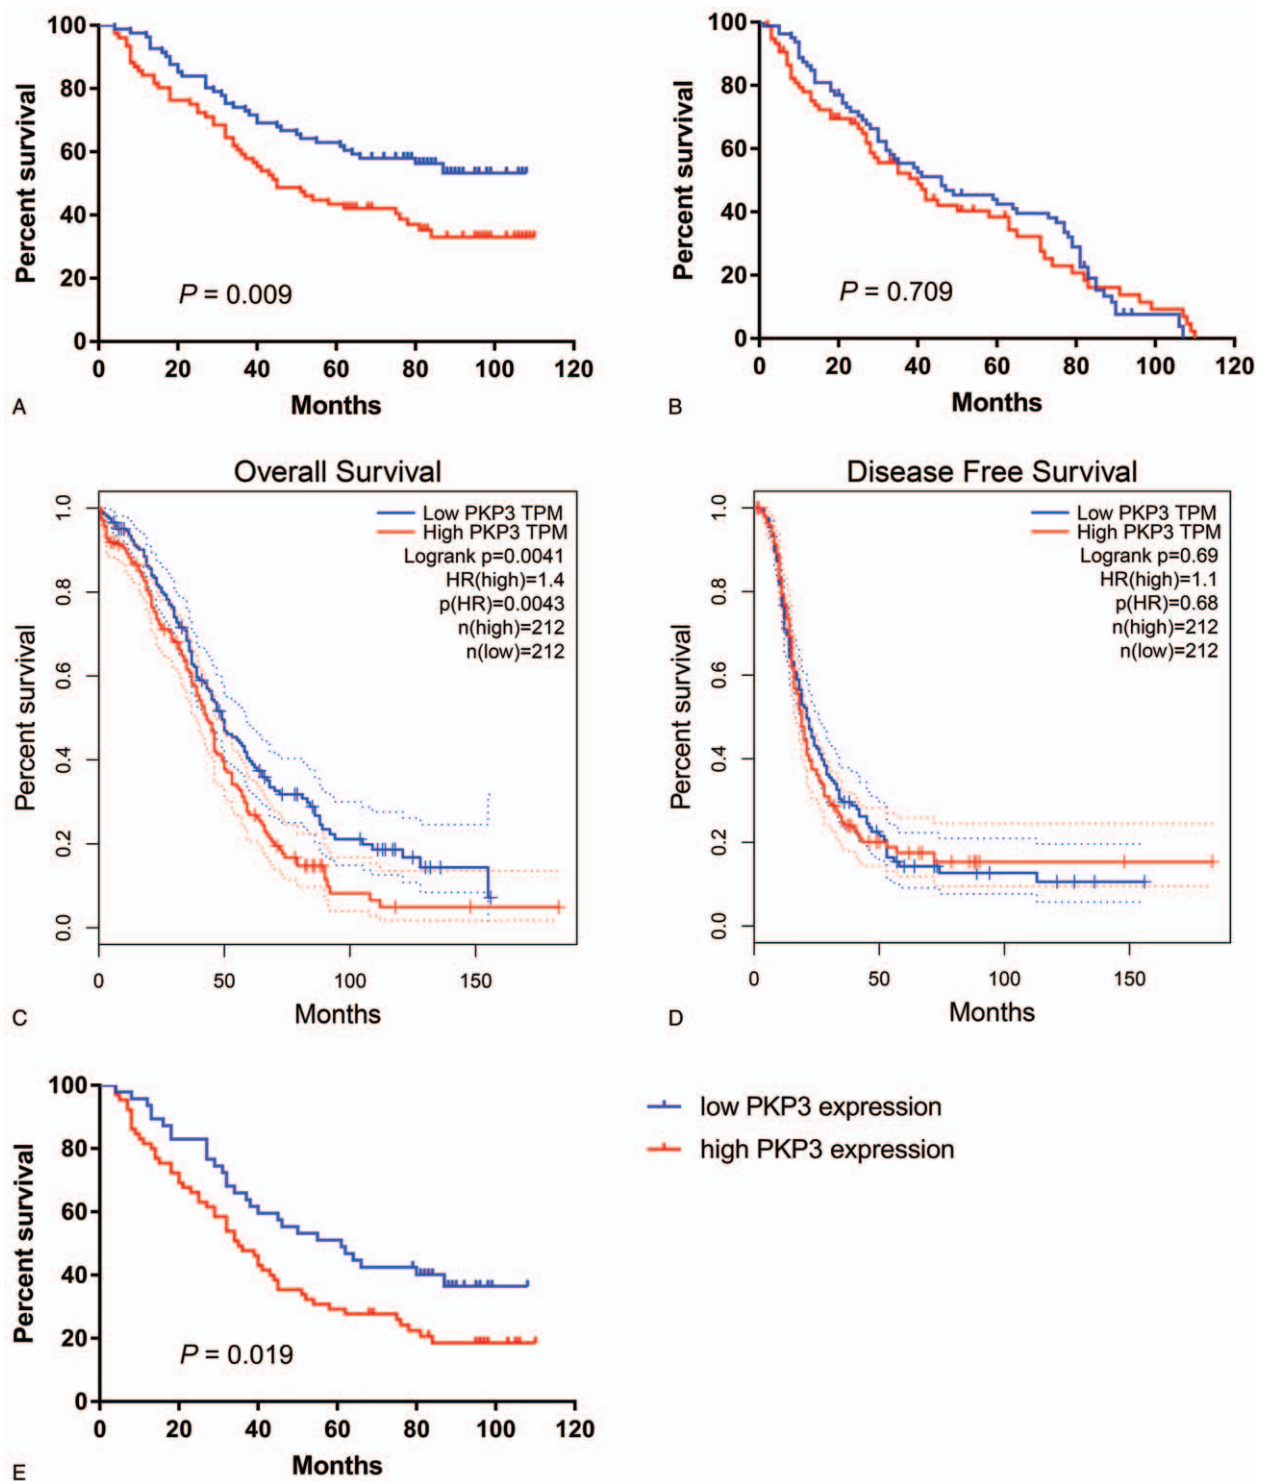 100
80
60
40
20
0
Percent survival
P = 0.009
0 20 40 60 80 100 120
Months
A
100
80
60
40
20
0
Percent survival
P = 0.709
0 20 40 60 80 100 120
Months
B
Overall Survival
Low PKP3 TPM
High PKP3 TPM
Logrank p=0.0041
HR(high)=1.4
p(HR)=0.0043
n(high)=212
n(low)=212
1.0
0.8
0.6
0.4
0.2
0.0
Percent survival
0 50 100 150
Months
C
Disease Free Survival
Low PKP3 TPM
High PKP3 TPM
Logrank p=0.69
HR(high)=1.1
p(HR)=0.68
n(high)=212
n(low)=212
1.0
0.8
0.6
0.4
0.2
0.0
Percent survival
0 50 100 150
Months
D
100
80
60
40
20
0
Percent survival
P = 0.019
0 20 40 60 80 100 120
Months
E
low PKP3 expression
high PKP3 expression